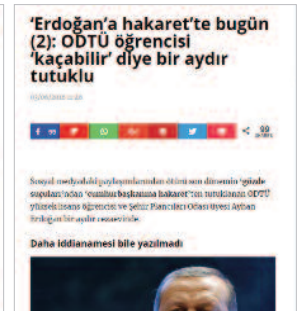 ‘Erdoğan’a hakaret’te bugün
(2): ODTÜ öğrencisi
‘kaçabilir’ diye bir aydır
tutuklu
99
Sosyal medyadaki paylaşımlarından ötürü son dönemin ‘gözde
suçuları’ndan ‘cumhurbaşkanına hakaret’ten tutuklanan ODTÜ
yüksek lisans öğrencisi ve Şehir Plancıları Odası üyesi Ayhan
Erdoğan bir aydır cezaevinde.
Daha iddianamesi bile yazılmadı